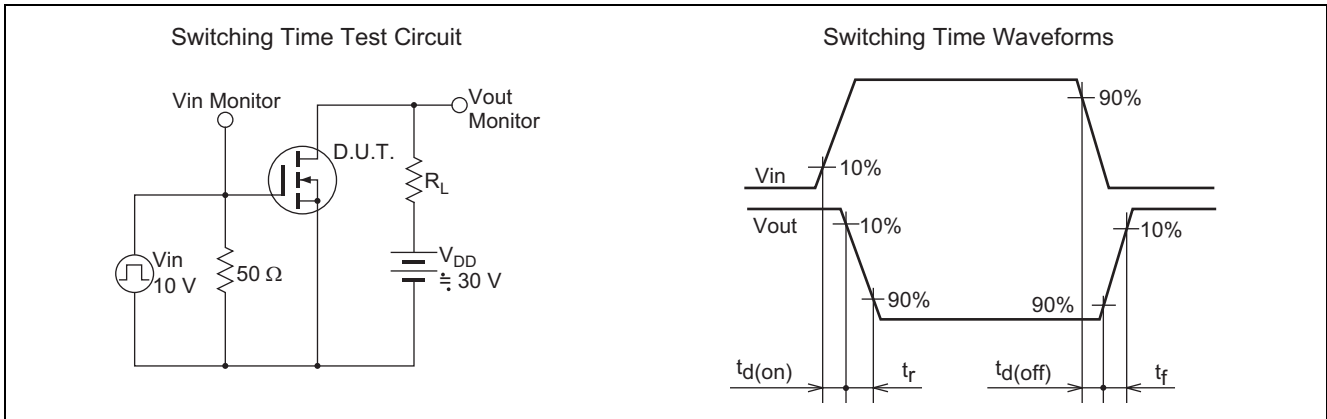 Switching Time Test Circuit
Vin Monitor
Vout
Monitor
D.U.T.
RL
Vin
10 V
50 Ω
VDD
≒ 30 V
Switching Time Waveforms
Vin
10%
90%
Vout
10%
90%
90%
10%
td(on)
tr
td(off)
tf